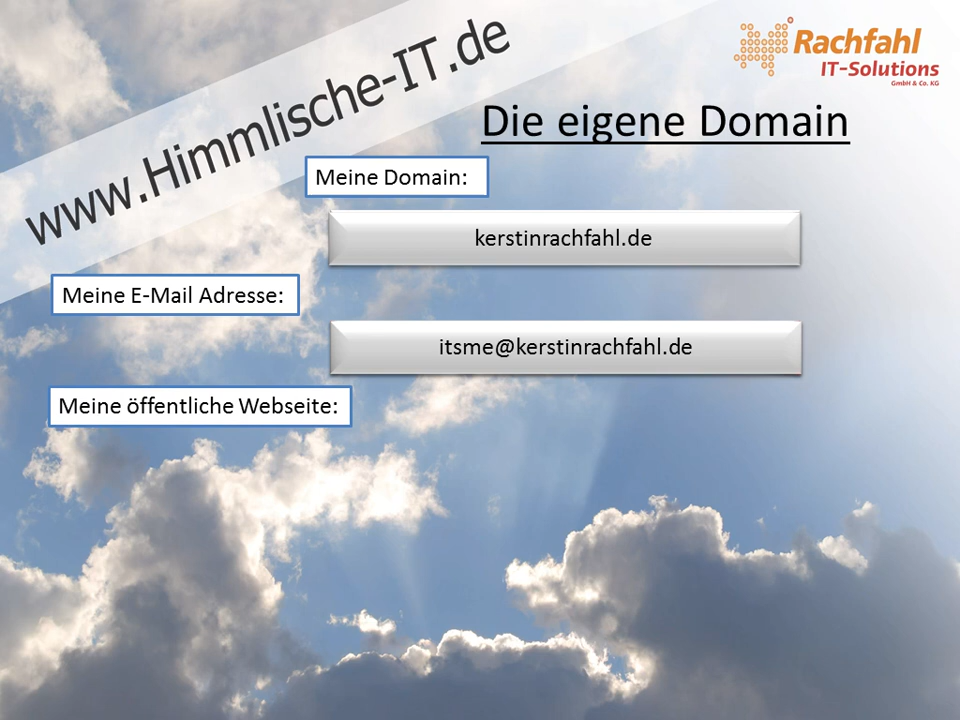 www.Himmlische-IT.de
Rachfahl
IT-Solutions
GmbH & Co. KG
Die eigene Domain
Meine Domain:
kerstinrachfahl.de
Meine E-Mail Adresse:
itsme@kerstinrachfahl.de
Meine öffentliche Webseite: